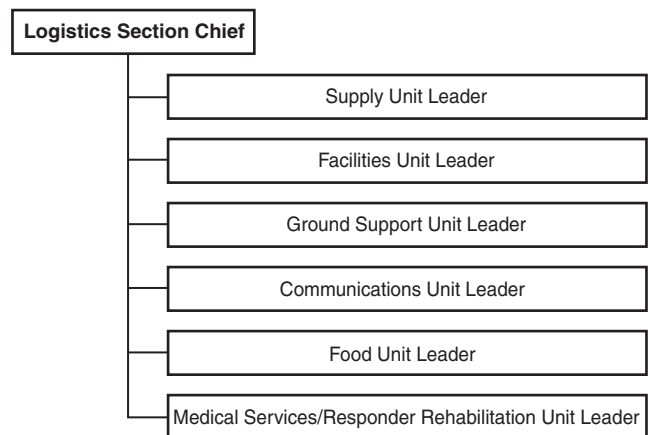 Logistics Section Chief
Supply Unit Leader
Facilities Unit Leader
Ground Support Unit Leader
Communications Unit Leader
Food Unit Leader
Medical Services/Responder Rehabilitation Unit Leader